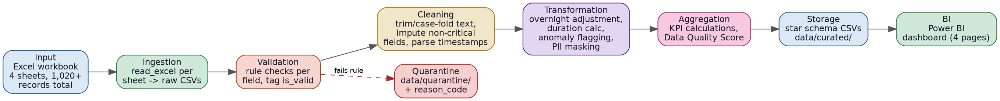 Input
Excel workbook
4 sheets, 1,020+
records total
Ingestion
read_excel per
sheet -> raw CSVs
Validation
rule checks per
field, tag is_valid
fails rule
Cleaning
trim/case-fold text,
impute non-critical
fields, parse timestamps
Quarantine
data/quarantine/
+ reason_code
Transformation
overnight adjustment,
duration calc,
anomaly flagging,
PII masking
Aggregation
KPI calculations,
Data Quality Score
Storage
star schema CSVs
data/curated/
BI
Power BI
dashboard (4 pages)